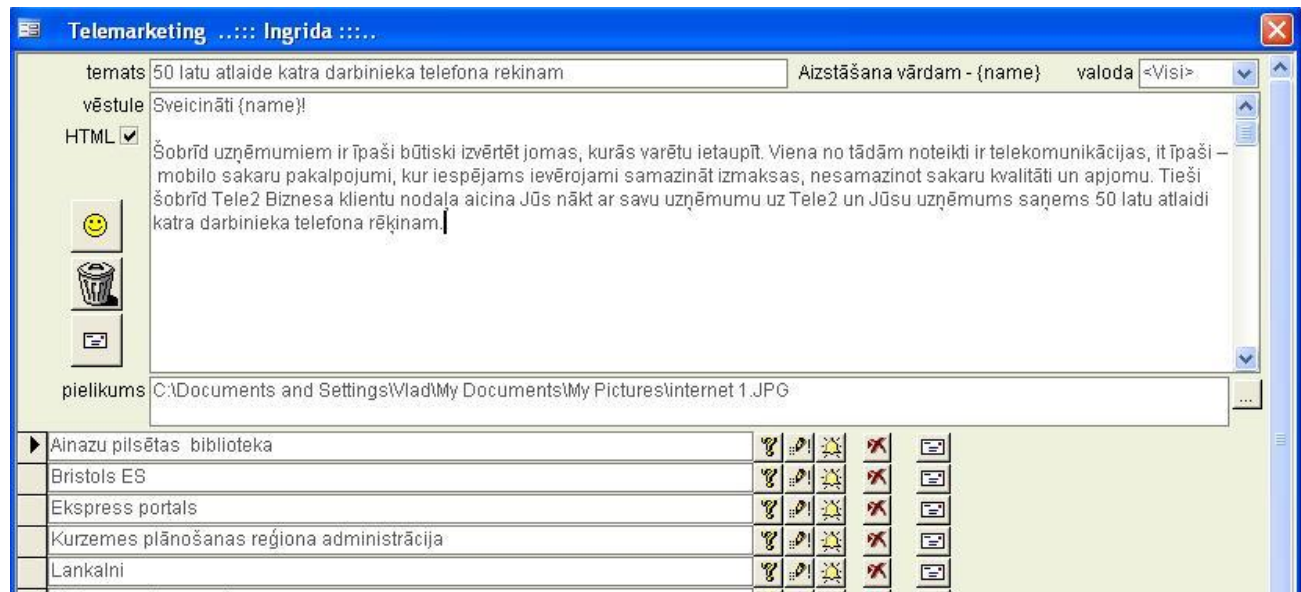 Telemarketing ..::: Ingrida :::..
temats 50 latu atlaide katra darbinieka telefona rekinam Aizstāšana vārdam - {name} valoda <Visi>
vēstule Sveicināti {name}!
HTML
Šobrīd uzņēmumiem ir īpaši būtiski izvērtēt jomas, kurās varētu ietaupīt. Viena no tādām noteikti ir telekomunikācijas, it īpaši –
mobilo sakaru pakalpojumi, kur iespējams ievērojami samazināt izmaksas, nesamazinot sakaru kvalitāti un apjomu. Tieši
šobrīd Tele2 Biznesa klientu nodaļa aicina Jūs nākt ar savu uzņēmumu uz Tele2 un Jūsu uzņēmums saņems 50 latu atlaidi
katra darbinieka telefona rēķinam.
pielikums C:\Documents and Settings\Vlad\My Documents\My Pictures\internet 1.JPG ...
Ainazu pilsētas biblioteka
Bristols ES
Ekspress portals
Kurzemes plānošanas reģiona administrācija
Lankalni